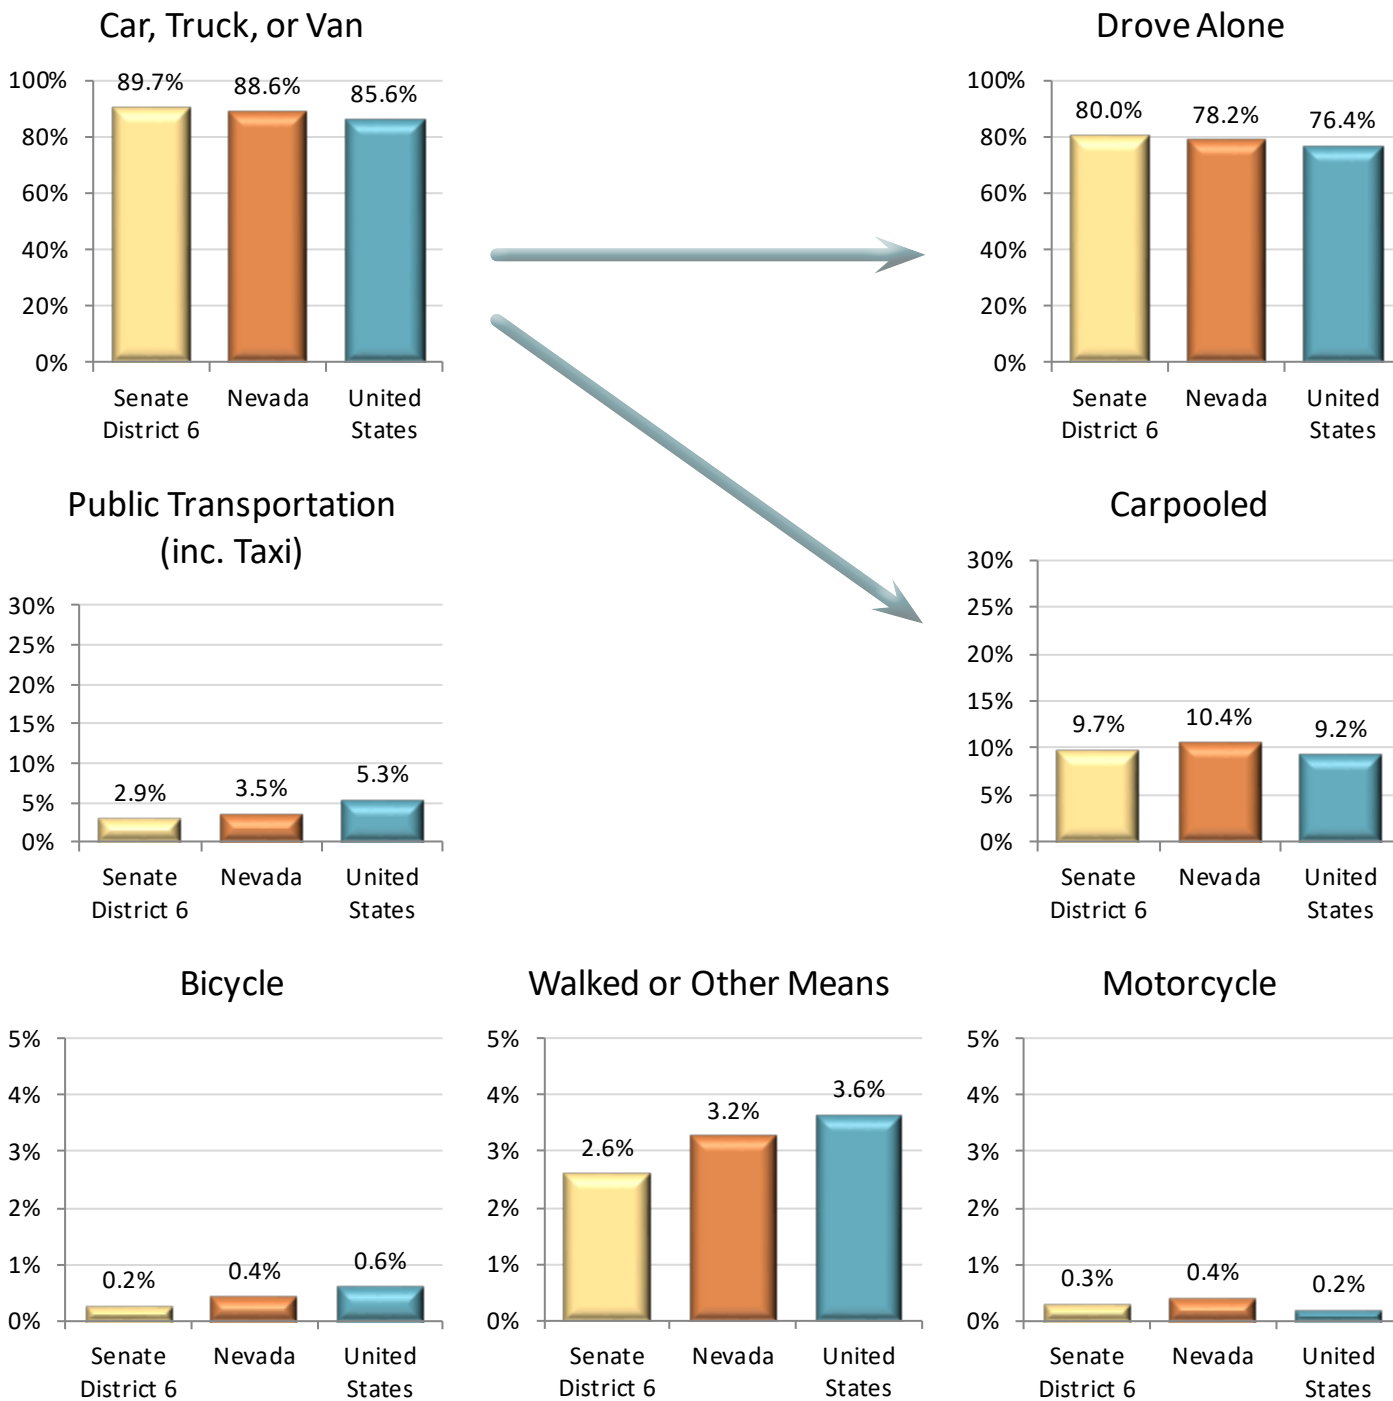 Car, Truck, or Van
100%
80%
60%
40%
20%
0%
89.7%
88.6%
85.6%
Senate
District 6
Nevada
United
States
Drove Alone
100%
80%
60%
40%
20%
0%
80.0%
78.2%
76.4%
Senate
District 6
Nevada
United
States
Public Transportation
(inc. Taxi)
30%
25%
20%
15%
10%
5%
0%
2.9%
3.5%
5.3%
Senate
District 6
Nevada
United
States
Carpooled
30%
25%
20%
15%
10%
5%
0%
9.7%
10.4%
9.2%
Senate
District 6
Nevada
United
States
Bicycle
5%
4%
3%
2%
1%
0%
0.2%
0.4%
0.6%
Senate
District 6
Nevada
United
States
Walked or Other Means
5%
4%
3%
2%
1%
0%
2.6%
3.2%
3.6%
Senate
District 6
Nevada
United
States
Motorcycle
5%
4%
3%
2%
1%
0%
0.3%
0.4%
0.2%
Senate
District 6
Nevada
United
States